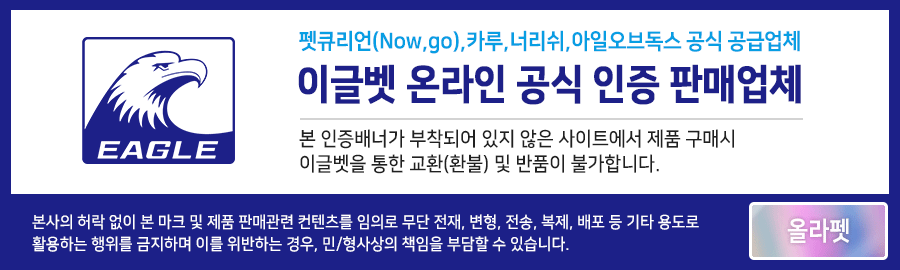 펫큐리언(Now,go),카루,너리쉬,아일오브독스 공식 공급업체
이글벳 온라인 공식 인증 판매업체
EAGLE
본 인증배너가 부착되어 있지 않은 사이트에서 제품 구매시
이글벳을 통한 교환(환불) 및 반품이 불가합니다.
본사의 허락 없이 본 마크 및 제품 판매관련 컨텐츠를 임의로 무단 전재, 변형, 전송, 복제, 배포 등 기타 용도로
활용하는 행위를 금지하며 이를 위반하는 경우, 민/형사상의 책임을 부담할 수 있습니다.
올라펫